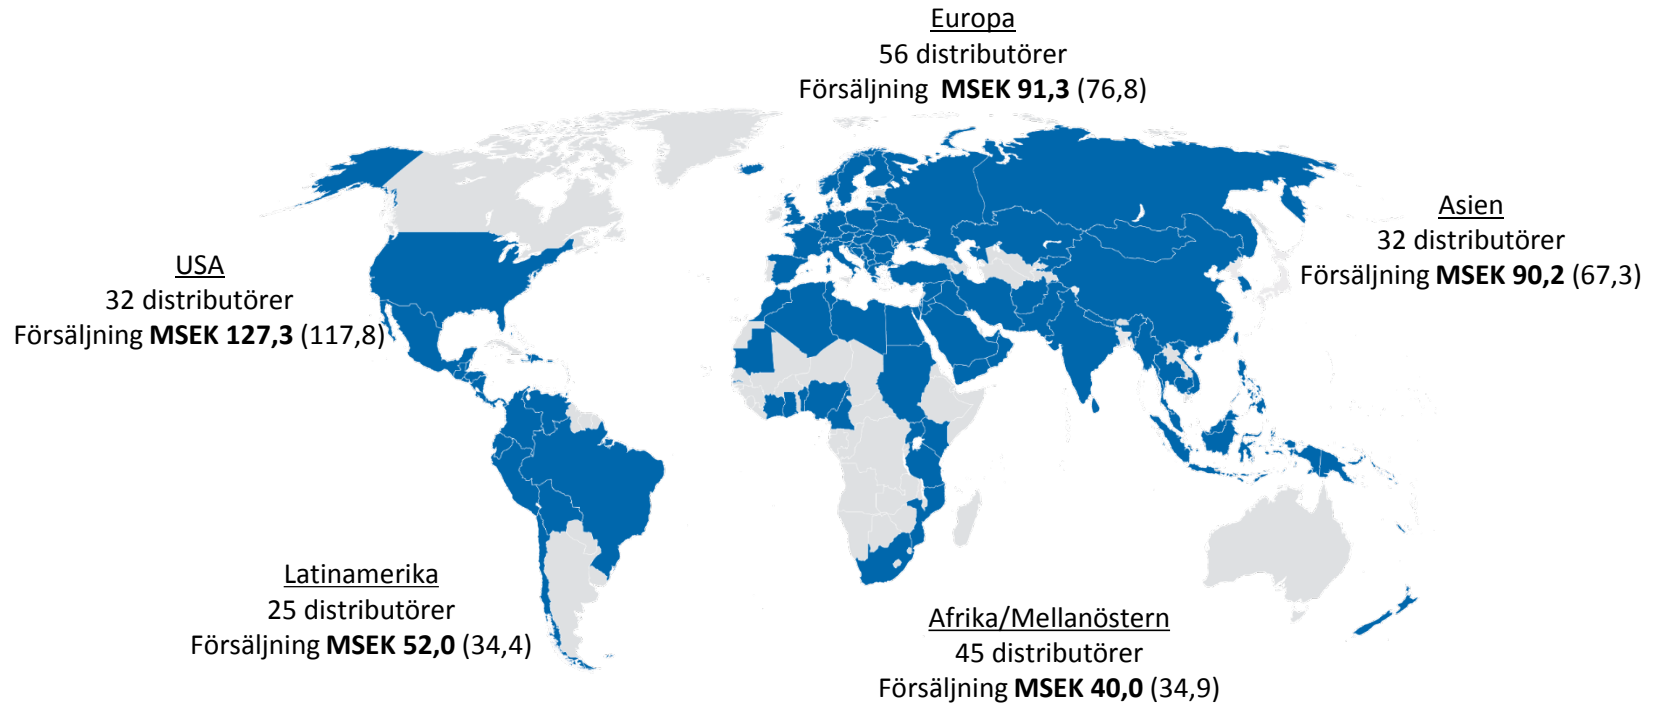 Europa
56 distributörer
Försäljning MSEK 91,3 (76,8)
Asien
32 distributörer
Försäljning MSEK 90,2 (67,3)
USA
32 distributörer
Försäljning MSEK 127,3 (117,8)
Latinamerika
25 distributörer
Försäljning MSEK 52,0 (34,4)
Afrika/Mellanöstern
45 distributörer
Försäljning MSEK 40,0 (34,9)